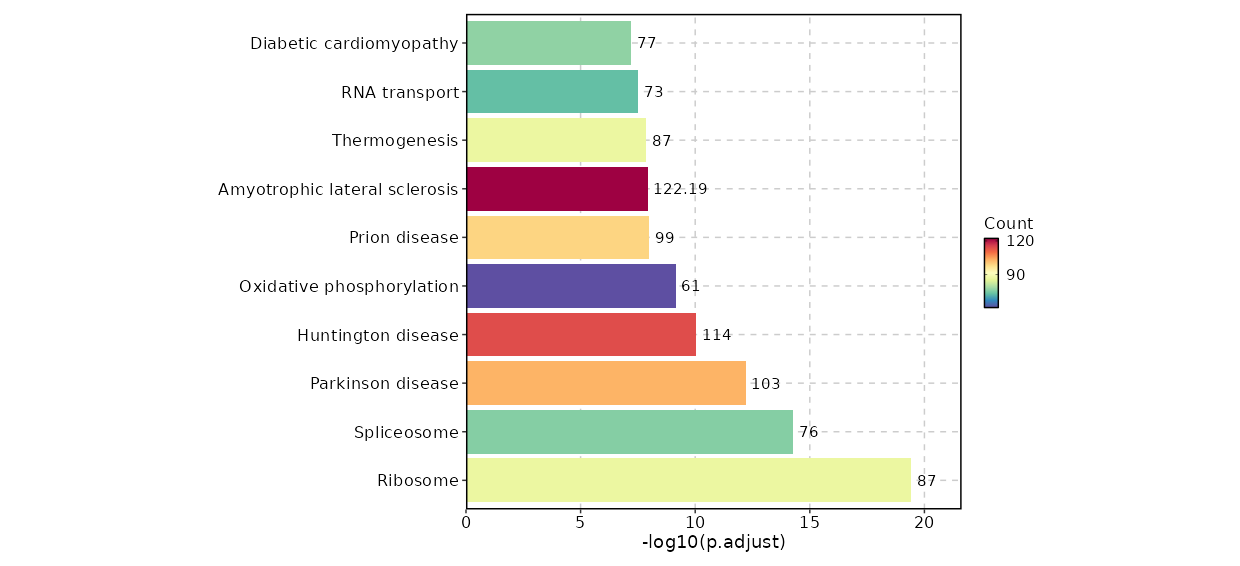 Diabetic cardiomyopathy 77
RNA transport 73
Thermogenesis 87
Amyotrophic lateral sclerosis 122.19
Prion disease 99
Oxidative phosphorylation 61
Huntington disease 114
Parkinson disease 103
Spliceosome 76
Ribosome 87
0 5 10 15 20
-log10(p.adjust)
Count
120
90